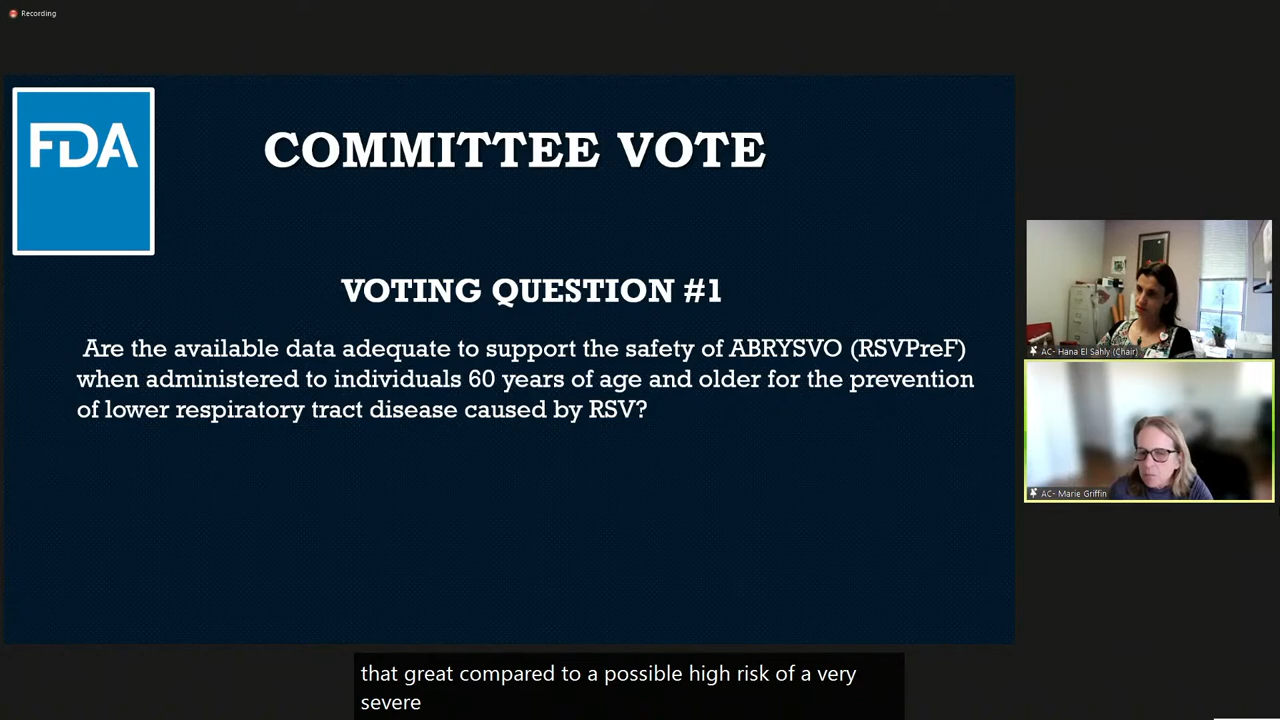 Recording
FDA
COMMITTEE VOTE
VOTING QUESTION #1
Are the available data adequate to support the safety of ABRYSVO (RSVPreF)
when administered to individuals 60 years of age and older for the prevention
of lower respiratory tract disease caused by RSV?
AC- Hana El Sahly (Chair)
AC- Marie Griffin
that great compared to a possible high risk of a very
severe